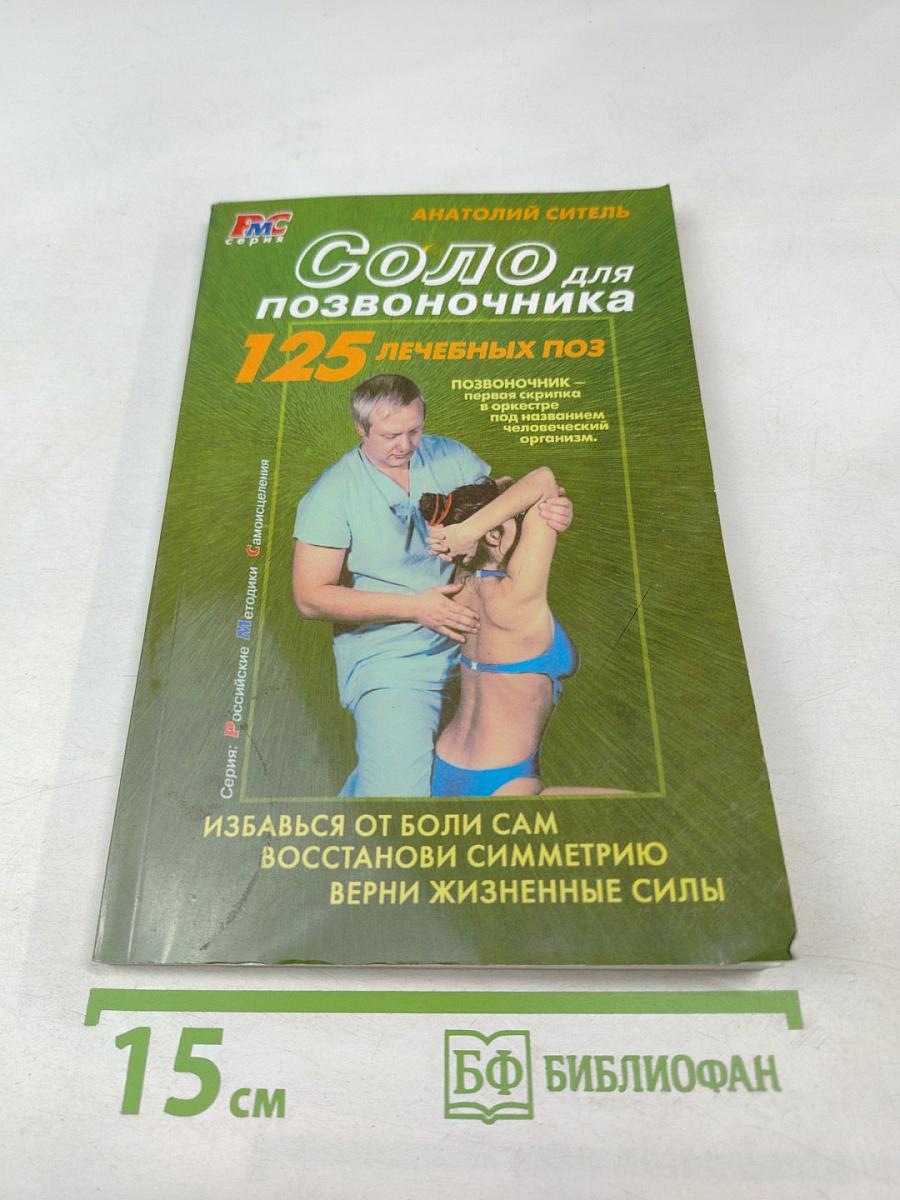 РМС
серия
АНАТОЛИЙ СИТЕЛЬ
Соло для
позвоночника
125 лечебных поз
ПОЗВОНОЧНИК –
первая скрипка
в оркестре
под названием
человеческий
организм.
Серия: Российские Методики Самоисцеления
ИЗБАВЬСЯ ОТ БОЛИ САМ
ВОССТАНОВИ СИММЕТРИЮ
ВЕРНИ ЖИЗНЕННЫЕ СИЛЫ
15 см
БФ БИБЛИОФАН